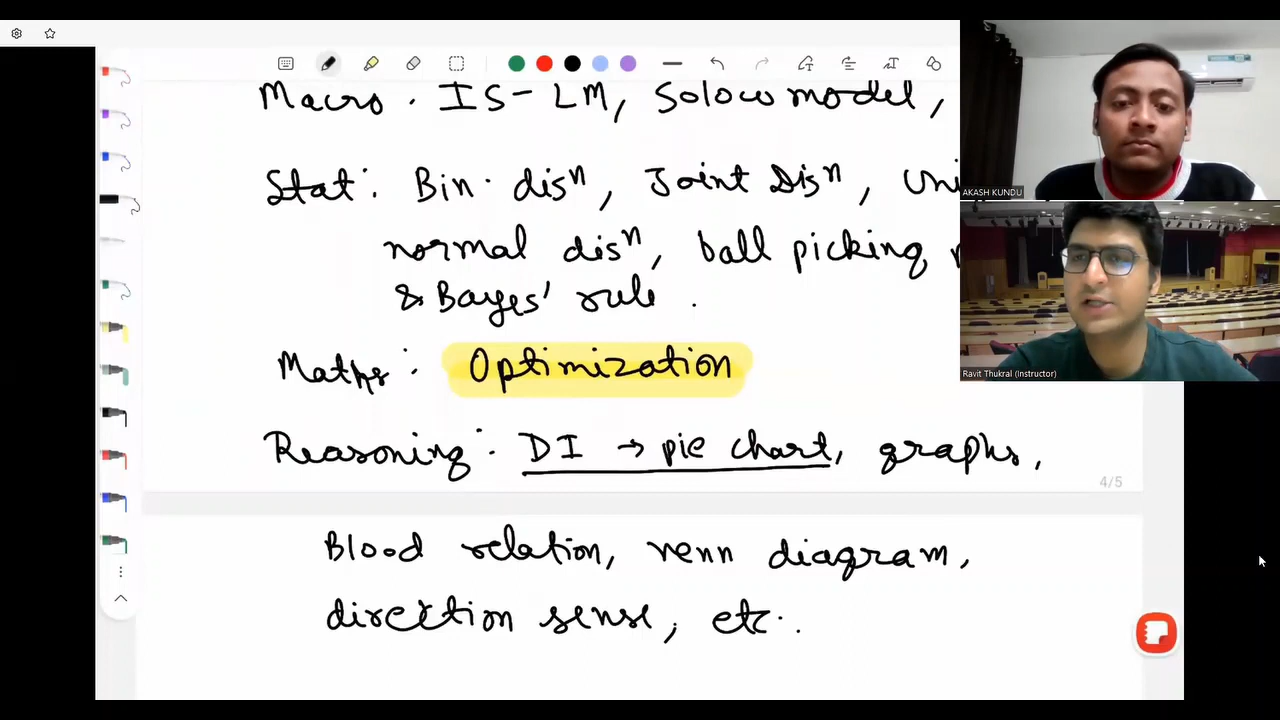 Macro. IS-LM, Solow model,
AKASH KUNDU
Stat: Bin. disⁿ, Joint Disⁿ, Uni
normal disⁿ, ball picking
& Bayes' rule.
Maths: Optimization
Ravit Thukral (Instructor)
Reasoning: DI → pie chart, graphs,
4/5
Blood relation, venn diagram,
direction sense, etc..